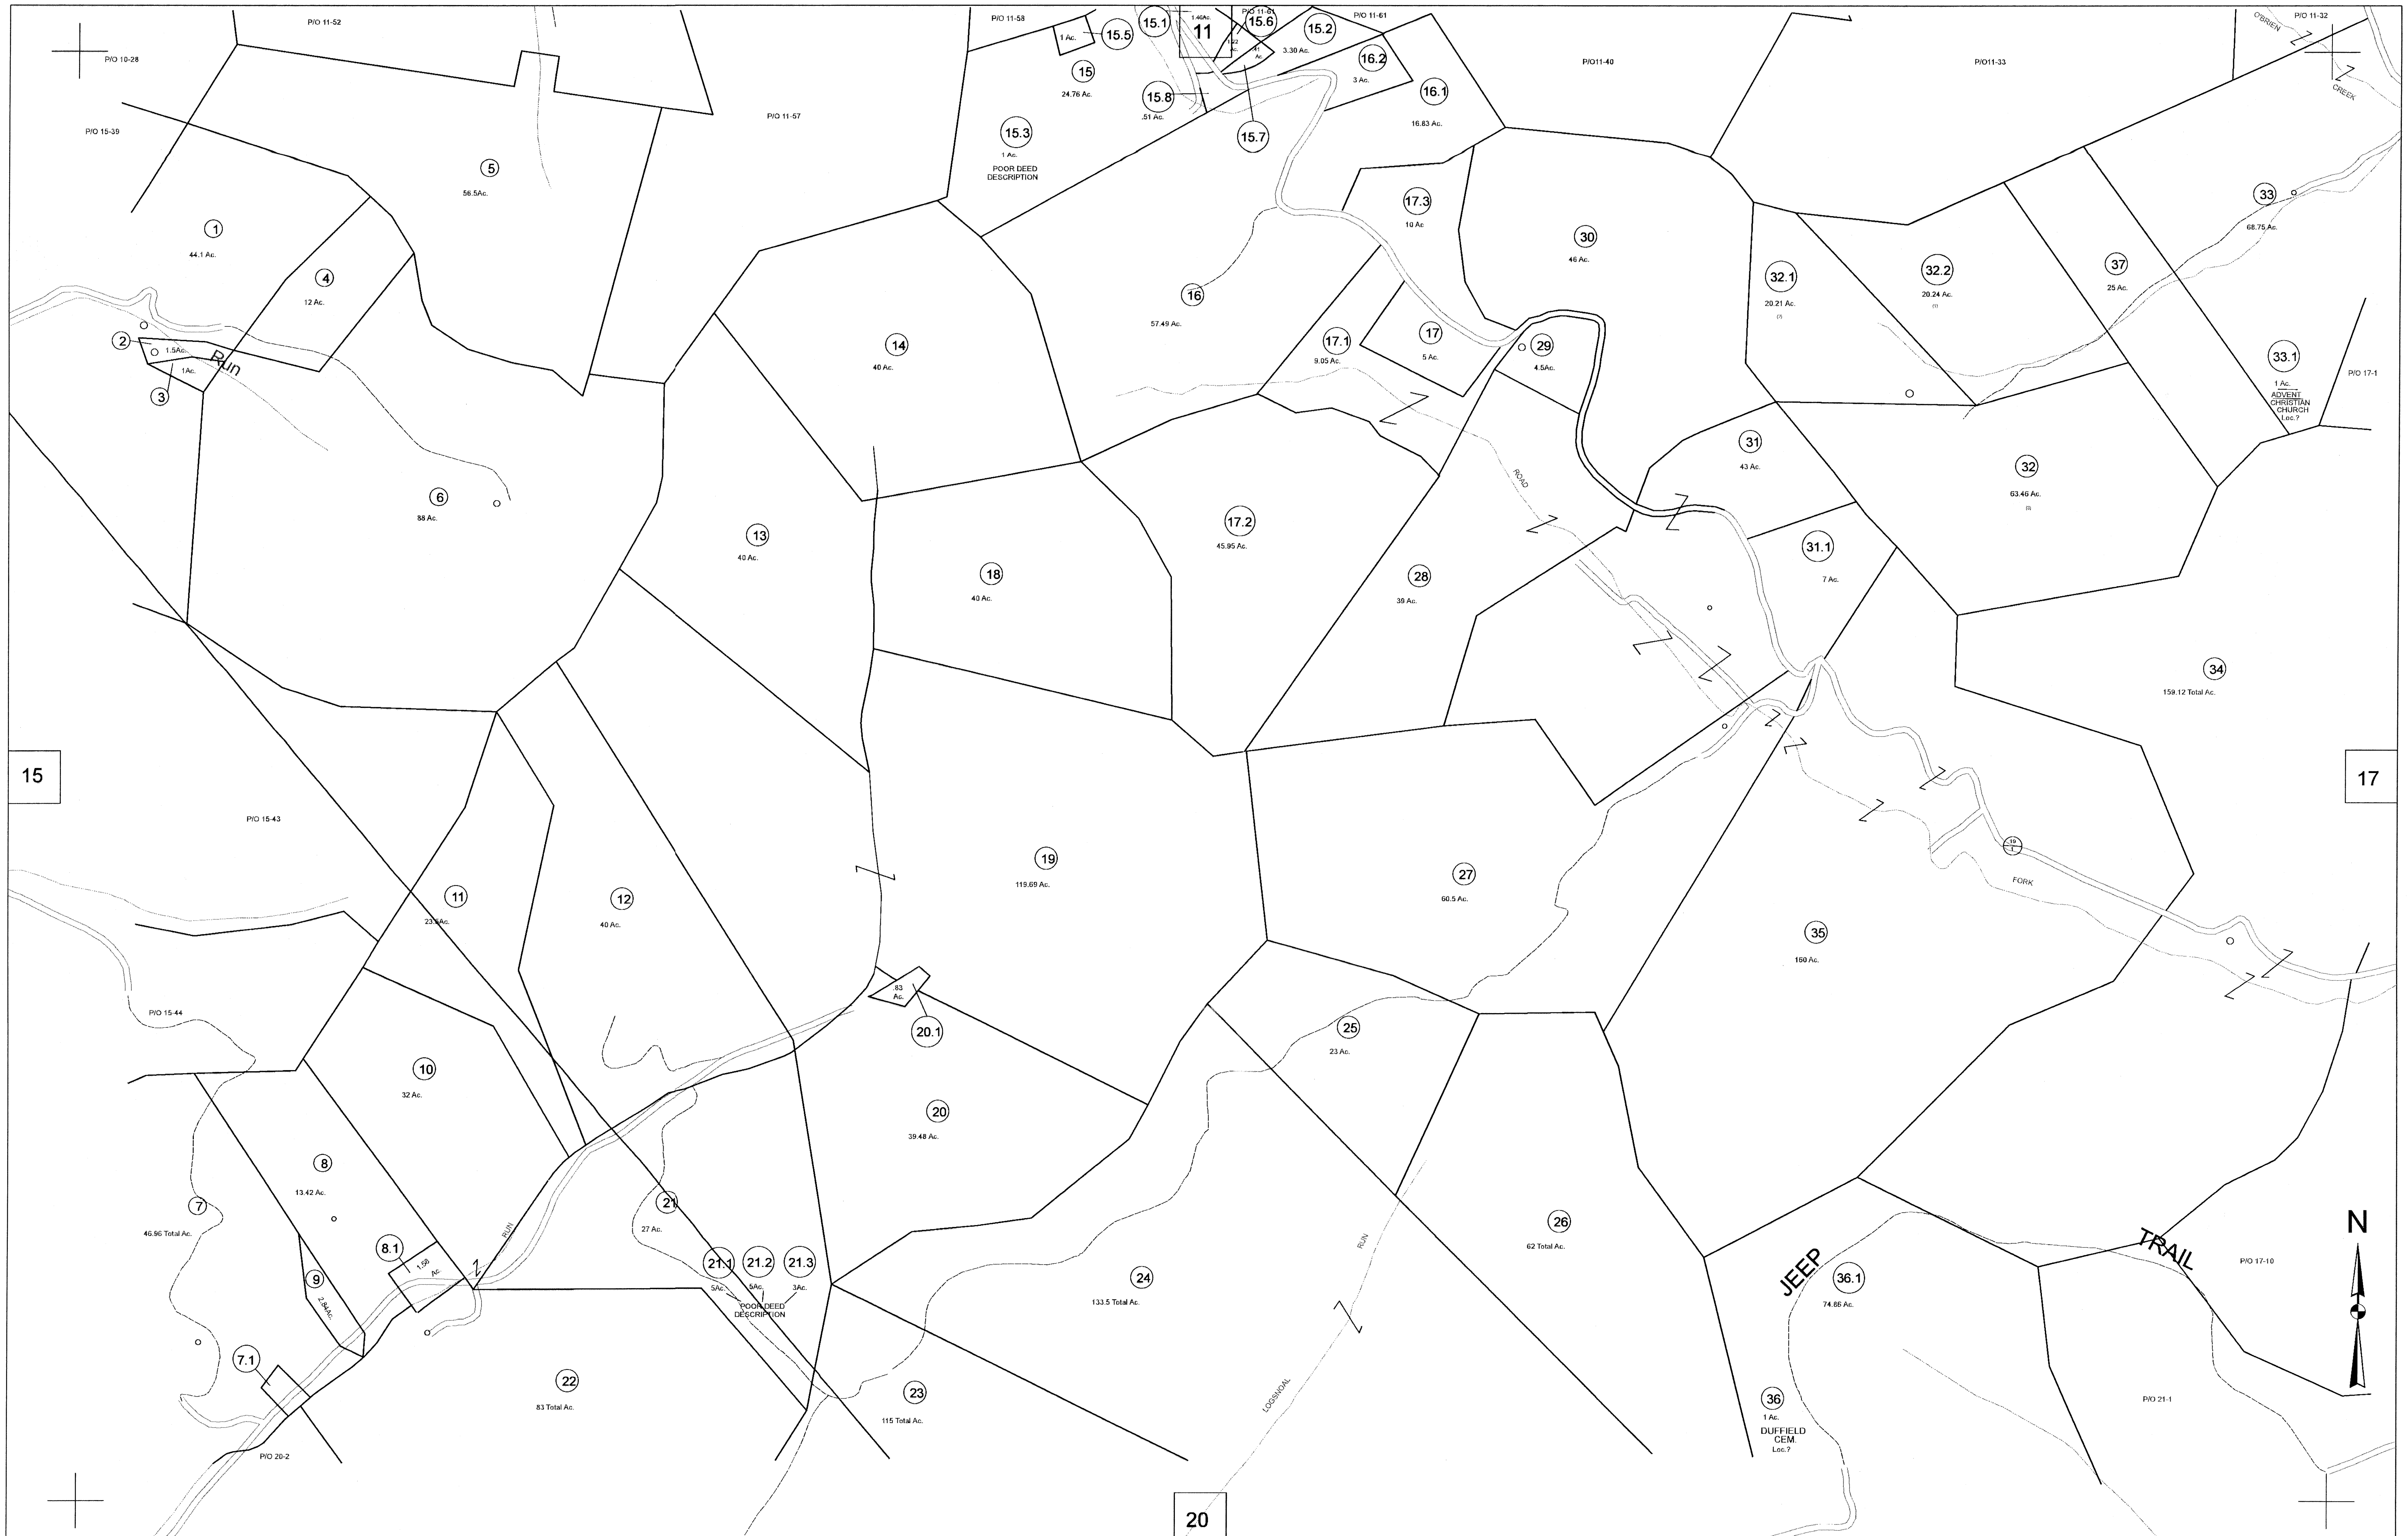 P/O 11-52
P/O 10-28
P/O 15-39
P/O 11-57
P/O 11-58
P/O 11-61
P/O 11-61
P/O11-40
P/O11-33
P/O 11-32
O'BRIEN
CREEK
11
15.1
1.46Ac.
15.6
15.2
3.30 Ac.
15.5
1 Ac.
15
24.76 Ac.
15.8
.51 Ac.
15.7
15.3
1 Ac.
POOR DEED
DESCRIPTION
16.2
3 Ac.
16.1
16.83 Ac.
5
56.5Ac.
1
44.1 Ac.
4
12 Ac.
2
1.5Ac.
3
1Ac.
Run
14
40 Ac.
16
57.49 Ac.
17.3
10 Ac
17.1
9.05 Ac.
17
5 Ac.
29
4.5Ac.
30
46 Ac.
32.1
20.21 Ac.
32.2
20.24 Ac.
37
25 Ac.
33
68.75 Ac.
33.1
1 Ac.
ADVENT
CHRISTIAN
CHURCH
Loc.?
P/O 17-1
6
88 Ac.
13
40 Ac.
18
40 Ac.
17.2
45.95 Ac.
28
39 Ac.
ROAD
31
43 Ac.
31.1
7 Ac.
32
63.46 Ac.
34
159.12 Total Ac.
15
17
P/O 15-43
11
23.5Ac.
12
40 Ac.
19
119.69 Ac.
27
60.5 Ac.
19
1
FORK
35
160 Ac.
P/O 15-44
.83
Ac.
20.1
25
23 Ac.
10
32 Ac.
20
39.48 Ac.
8
13.42 Ac.
7
46.96 Total Ac.
8.1
1.58
Ac.
9
2.84Ac.
RUN
21
27 Ac.
21.1
21.2
21.3
5Ac.
5Ac.
3Ac.
POOR DEED
DESCRIPTION
24
133.5 Total Ac.
RUN
LOGSNOAL
26
62 Total Ac.
JEEP
TRAIL
36.1
74.86 Ac.
P/O 17-10
N
7.1
22
83 Total Ac.
23
115 Total Ac.
36
1 Ac.
DUFFIELD
CEM.
Loc.?
P/O 21-1
P/O 20-2
20